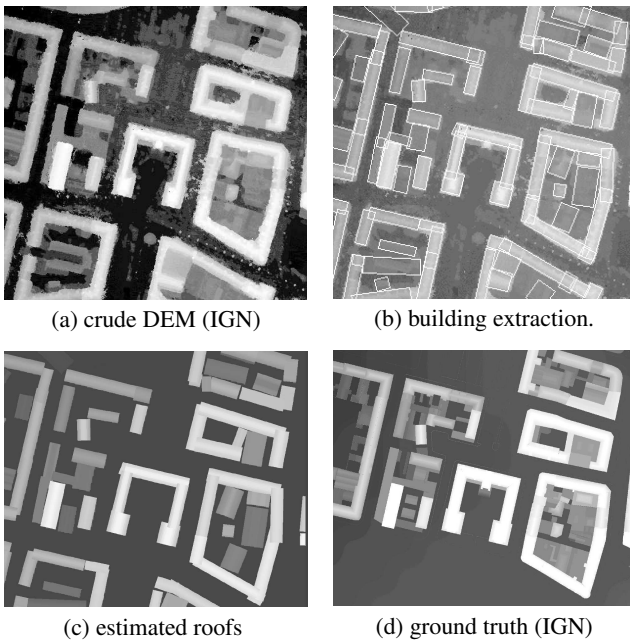 (a) crude DEM (IGN)
(b) building extraction.
(c) estimated roofs
(d) ground truth (IGN)